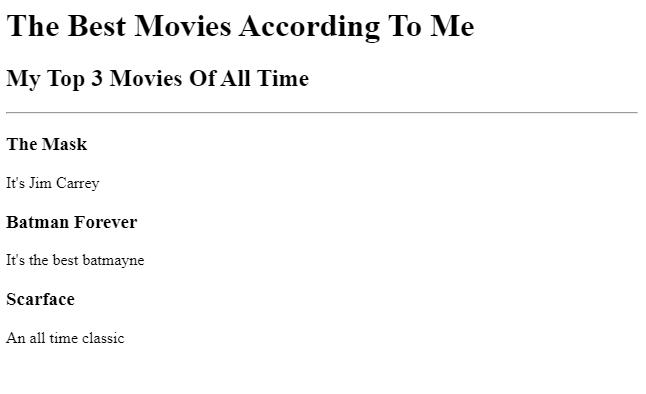 The Best Movies According To Me
My Top 3 Movies Of All Time
The Mask
It's Jim Carrey
Batman Forever
It's the best batmayne
Scarface
An all time classic